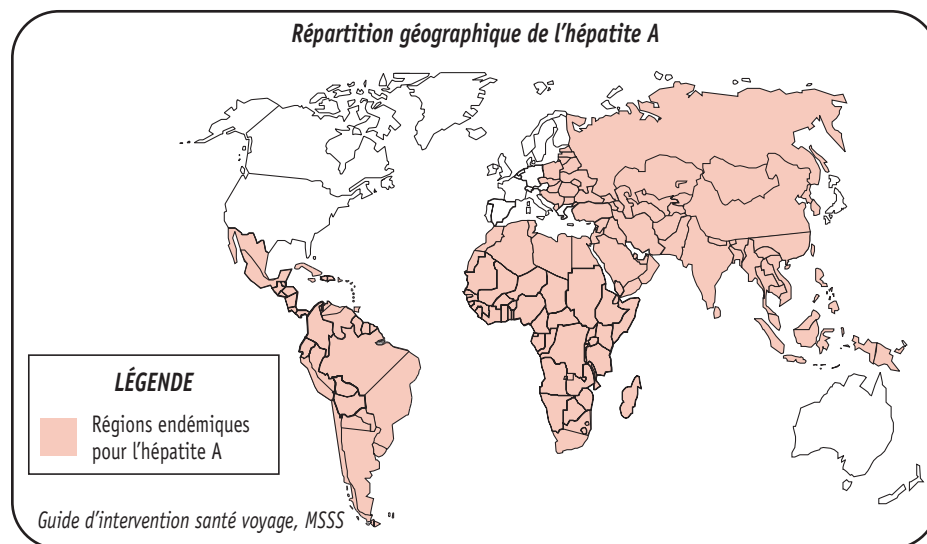 Répartition géographique de l'hépatite A
LÉGENDE
Régions endémiques
pour l'hépatite A
Guide d'intervention santé voyage, MSSS